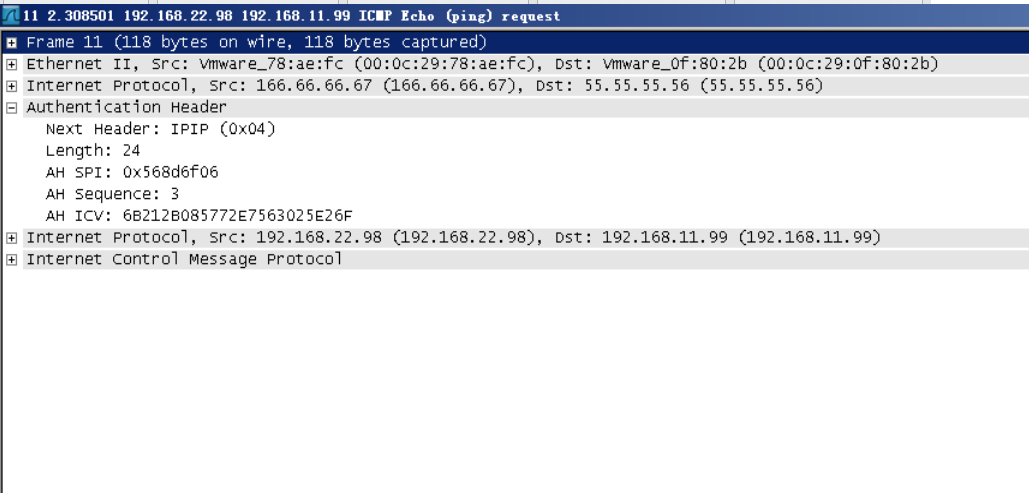 11 2.308501 192.168.22.98 192.168.11.99 ICMP Echo (ping) request
Frame 11 (118 bytes on wire, 118 bytes captured)
Ethernet II, Src: Vmware_78:ae:fc (00:0c:29:78:ae:fc), Dst: Vmware_0f:80:2b (00:0c:29:0f:80:2b)
Internet Protocol, Src: 166.66.66.67 (166.66.66.67), Dst: 55.55.55.56 (55.55.55.56)
Authentication Header
Next Header: IPIP (0x04)
Length: 24
AH SPI: 0x568d6f06
AH Sequence: 3
AH ICV: 6B212B085772E7563025E26F
Internet Protocol, Src: 192.168.22.98 (192.168.22.98), Dst: 192.168.11.99 (192.168.11.99)
Internet Control Message Protocol